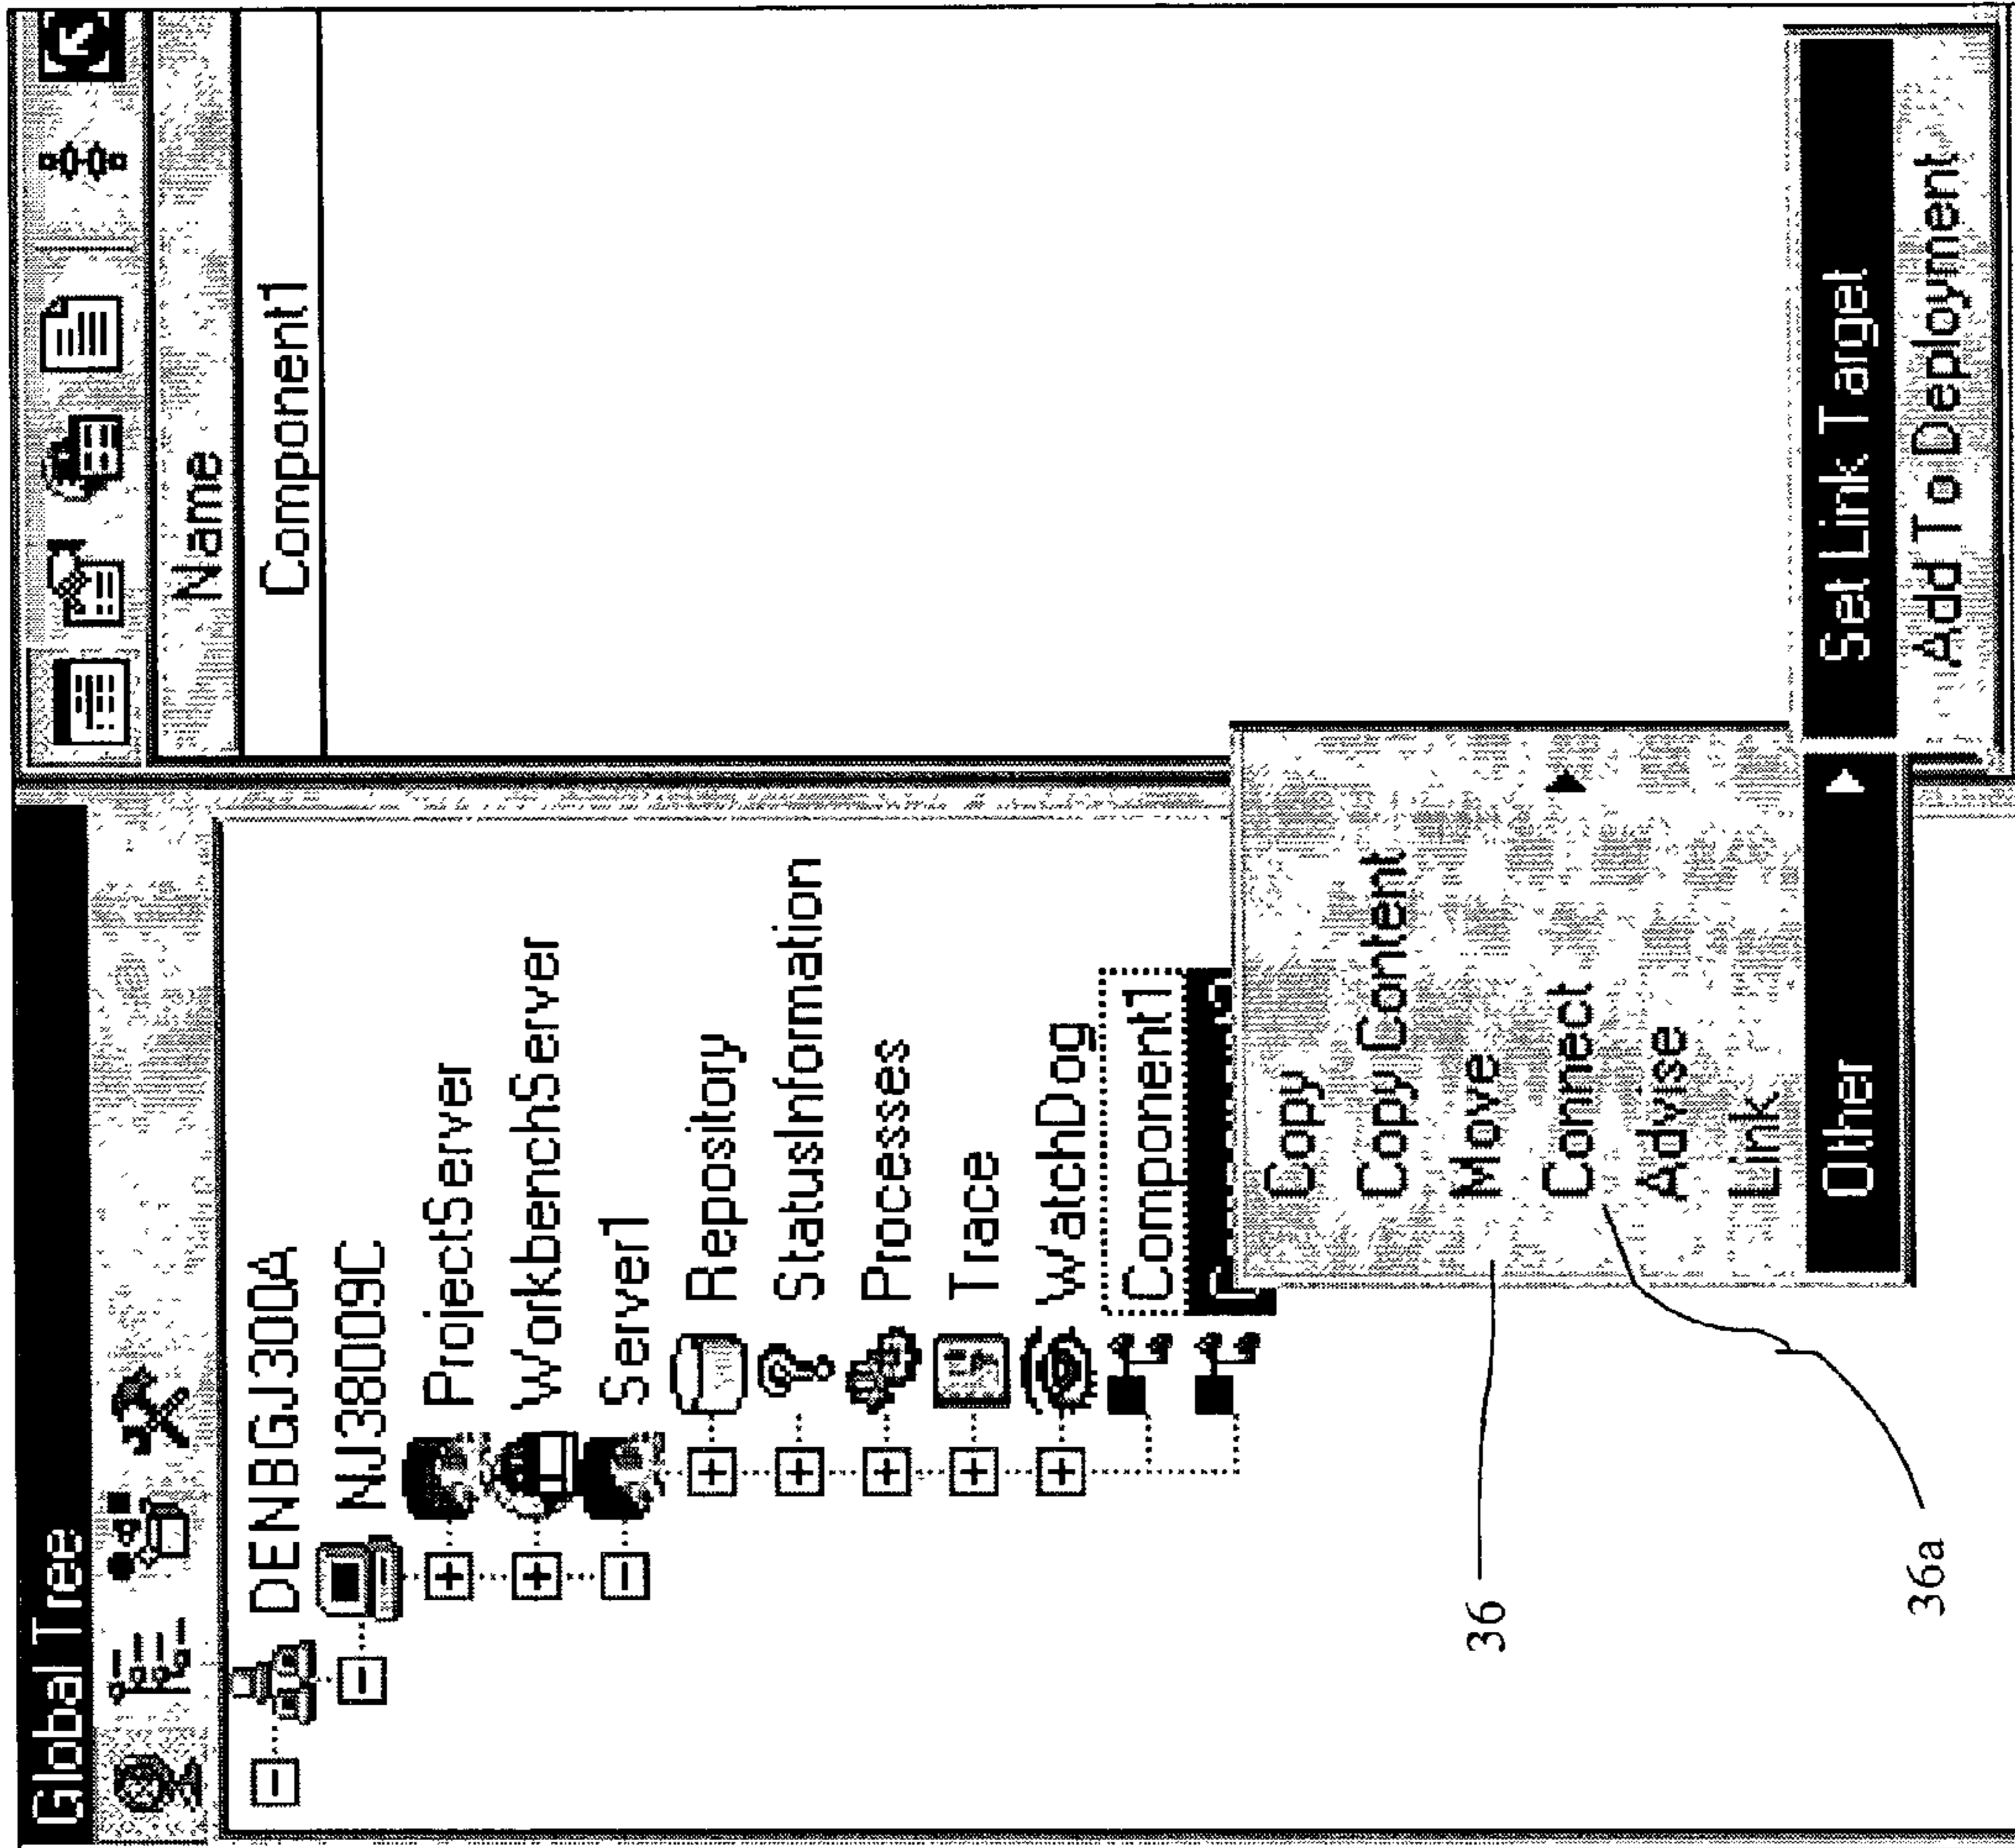 Global Tree
DENBGJ300A
NJ38009C
ProjectServer
WorkbenchServer
Server1
Repository
StatusInformation
Processes
Trace
WatchDog
Component1
Name
Component1
Copy
Copy Content
Move
Connect
Advise
Link
Other
Set Link Target
Add To Deployment
36
36a